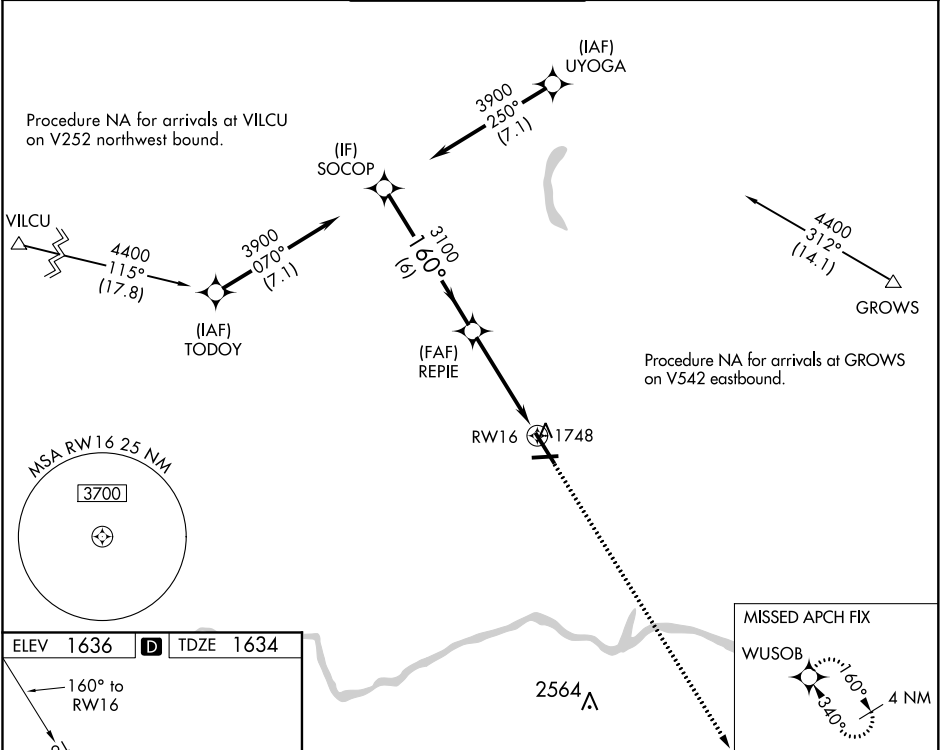 (IAF)
UYOGA
3900
250°
(7.1)
Procedure NA for arrivals at VILCU
on V252 northwest bound.
(IF)
SOCOP
VILCU
4400
115°
(17.8)
3900
070°
(7.1)
3100
160°
(6)
4400
312°
(14.1)
GROWS
(IAF)
TODOY
(FAF)
REPIE
Procedure NA for arrivals at GROWS
on V542 eastbound.
RW16
1748
MSA RW16 25 NM
3700
ELEV 1636 D TDZE 1634
160° to
RW16
2564
MISSED APCH FIX
WUSOB
160°
340°
4 NM